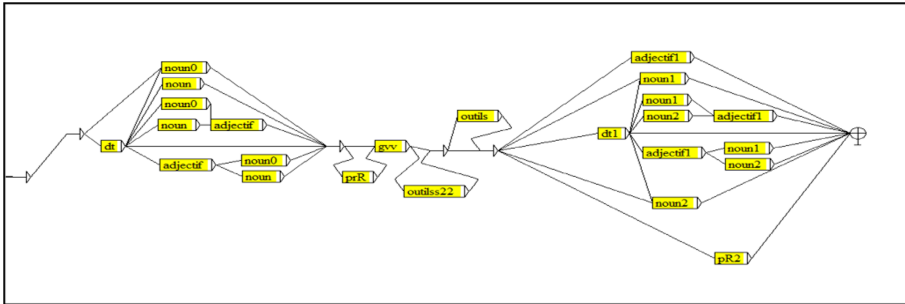 noun0
noun
noun0
noun
adjectif
dt
adjectif
noun0
noun
prR
gvv
outilss22
outils
adjectif1
noun1
noun1
noun2
adjectif1
dt1
adjectif1
noun1
noun2
noun2
pR2